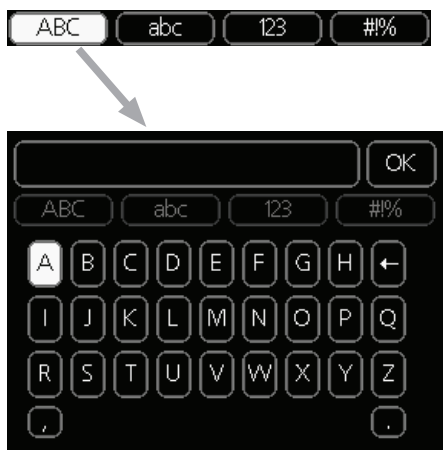 ABC abc 123 #!%
OK
ABC abc 123 #!%
A B C D E F G H ←
I J K L M N O P Q
R S T U V W X Y Z
, .